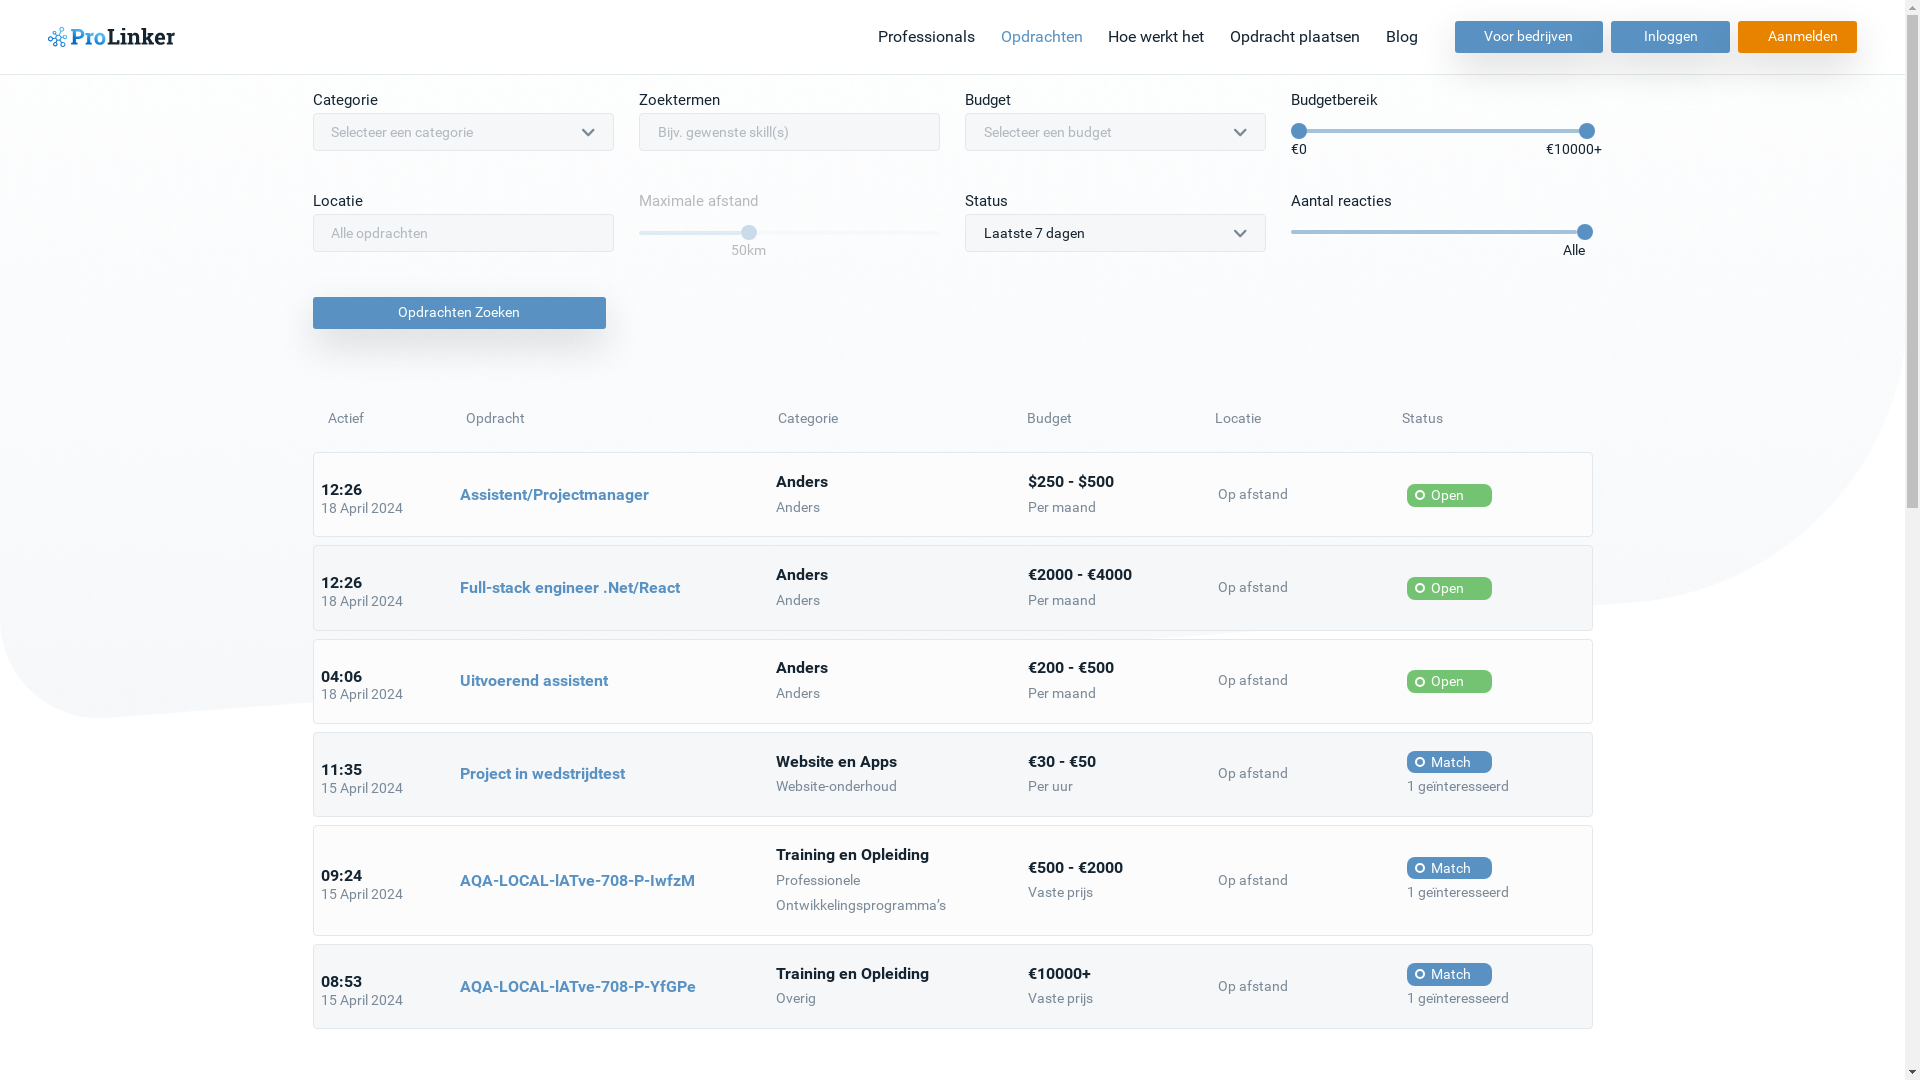 ProLinker
Professionals
Opdrachten
Hoe werkt het
Opdracht plaatsen
Blog
Voor bedrijven
Inloggen
Aanmelden
Categorie
Selecteer een categorie
Zoektermen
Bijv. gewenste skill(s)
Budget
Selecteer een budget
Budgetbereik
€0
€10000+
Locatie
Alle opdrachten
Maximale afstand
50km
Status
Laatste 7 dagen
Aantal reacties
Alle
Opdrachten Zoeken
Actief
Opdracht
Categorie
Budget
Locatie
Status
12:26
18 April 2024
Assistent/Projectmanager
Anders
Anders
$250 - $500
Per maand
Op afstand
Open
12:26
18 April 2024
Full-stack engineer .Net/React
Anders
Anders
€2000 - €4000
Per maand
Op afstand
Open
04:06
18 April 2024
Uitvoerend assistent
Anders
Anders
€200 - €500
Per maand
Op afstand
Open
11:35
15 April 2024
Project in wedstrijdtest
Website en Apps
Website-onderhoud
€30 - €50
Per uur
Op afstand
Match
1 geïnteresseerd
09:24
15 April 2024
AQA-LOCAL-lATve-708-P-IwfzM
Training en Opleiding
Professionele
Ontwikkelingsprogramma’s
€500 - €2000
Vaste prijs
Op afstand
Match
1 geïnteresseerd
08:53
15 April 2024
AQA-LOCAL-lATve-708-P-YfGPe
Training en Opleiding
Overig
€10000+
Vaste prijs
Op afstand
Match
1 geïnteresseerd